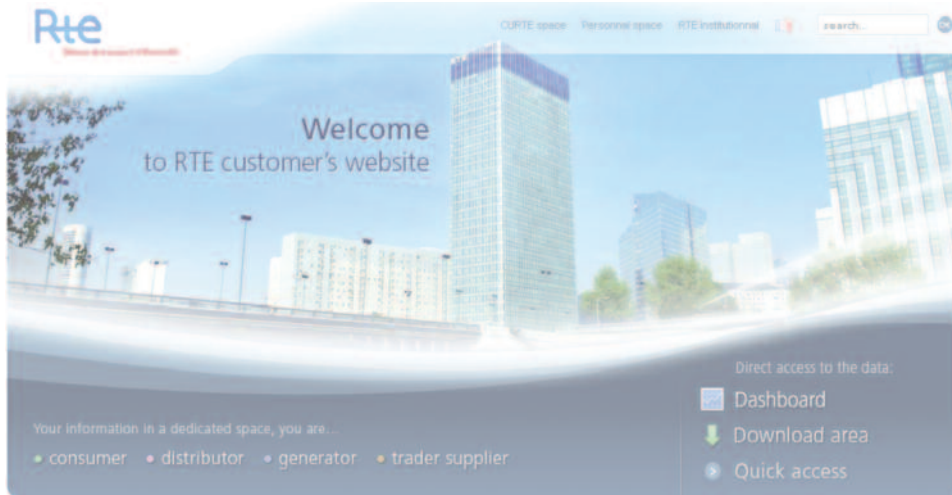 Rte
CURTE space Personnel space RTE institutionnal search...
Welcome
to RTE customer's website
Direct access to the data:
Dashboard
Your information in a dedicated space, you are...
Download area
consumer distributor generator trader supplier
Quick access